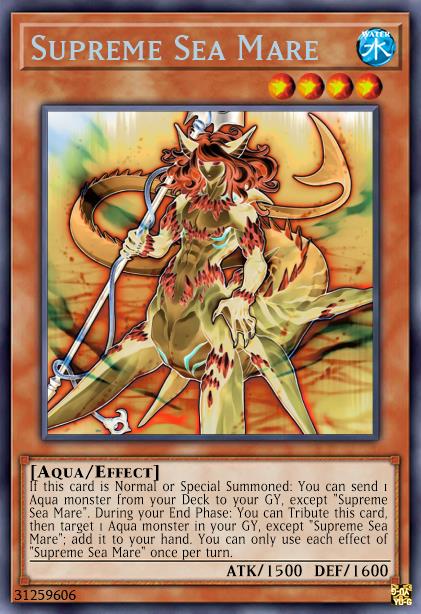 Supreme Sea Mare
WATER
水
[Aqua/Effect]
If this card is Normal or Special Summoned: You can send 1
Aqua monster from your Deck to your GY, except "Supreme
Sea Mare". During your End Phase: You can Tribute this card,
then target 1 Aqua monster in your GY, except "Supreme Sea
Mare"; add it to your hand. You can only use each effect of
"Supreme Sea Mare" once per turn.
ATK/1500 DEF/1600
31259606